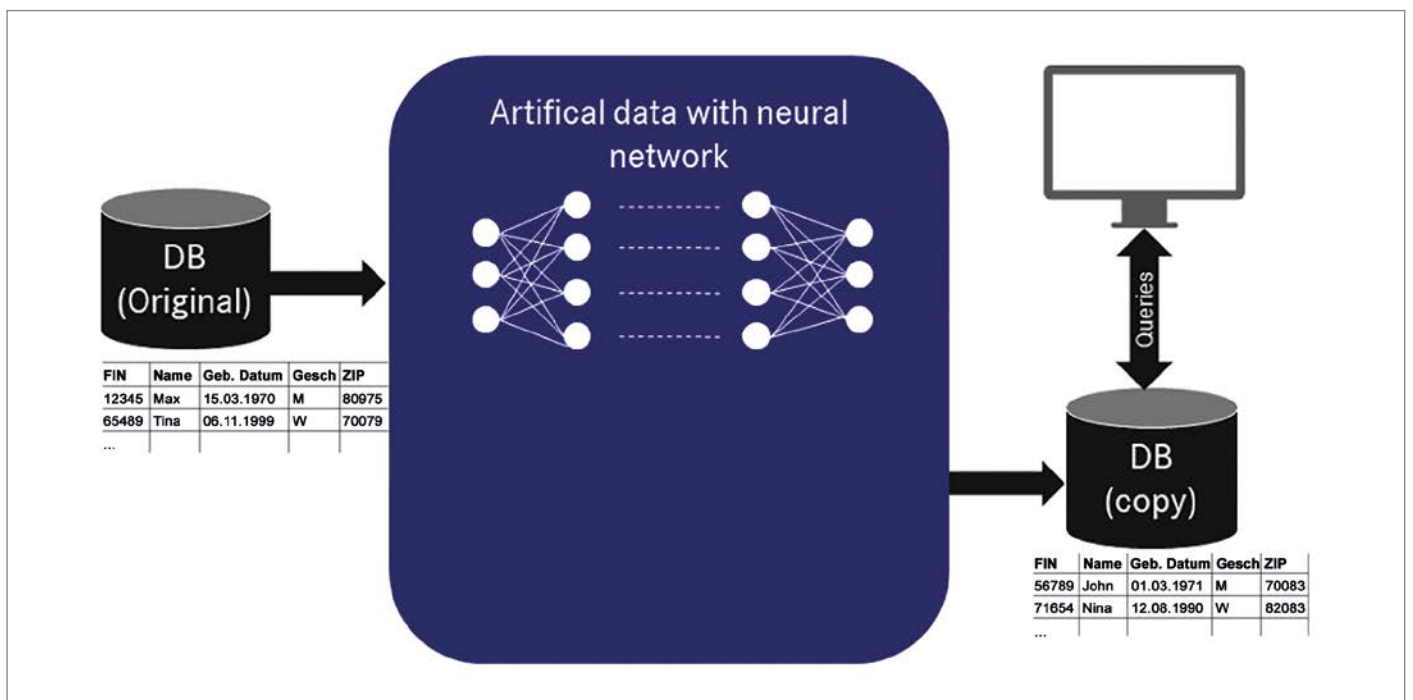 Artifical data with neural
network
DB
(Original)
FIN Name Geb. Datum Gesch ZIP
12345 Max 15.03.1970 M 80975
65489 Tina 06.11.1999 W 70079
...
Queries
DB
(copy)
FIN Name Geb. Datum Gesch ZIP
56789 John 01.03.1971 M 70083
71654 Nina 12.08.1990 W 82083
...